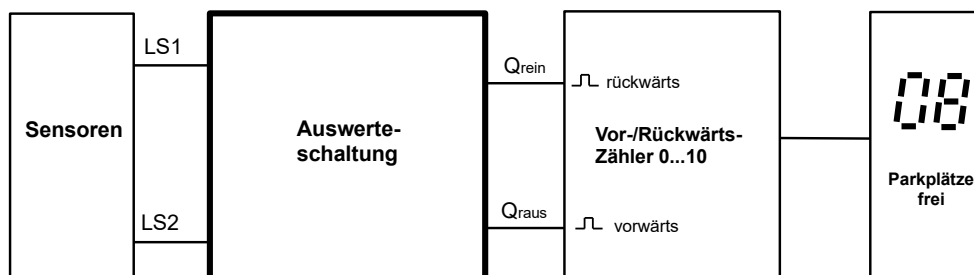 Sensoren
LS1
LS2
Auswerte-
schaltung
Qrein
Qraus
rückwärts
Vor-/Rückwärts-
Zähler 0...10
vorwärts
08
Parkplätze
frei